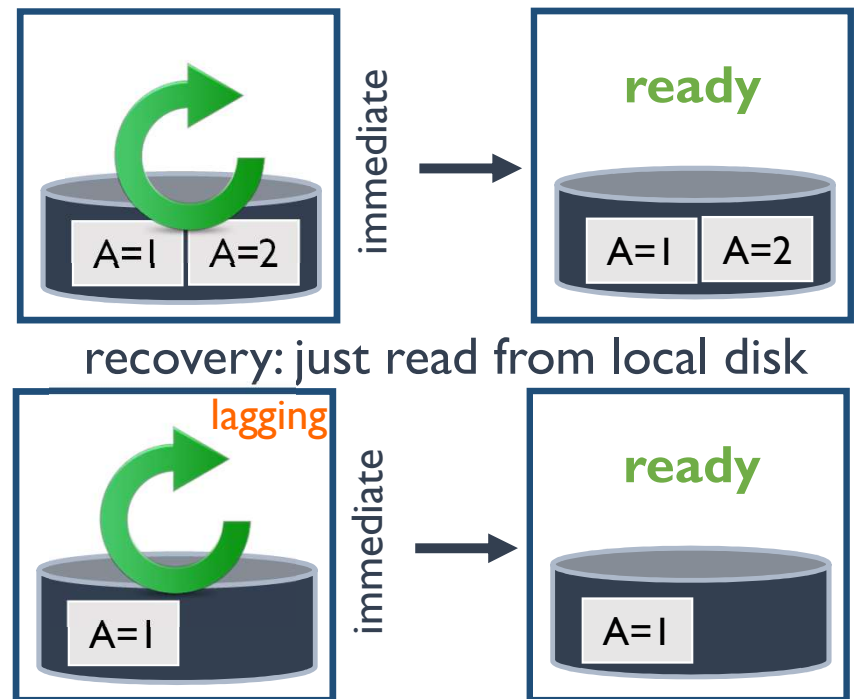 immediate
ready
A=1 A=2
A=1 A=2
recovery: just read from local disk
lagging
immediate
ready
A=1
A=1